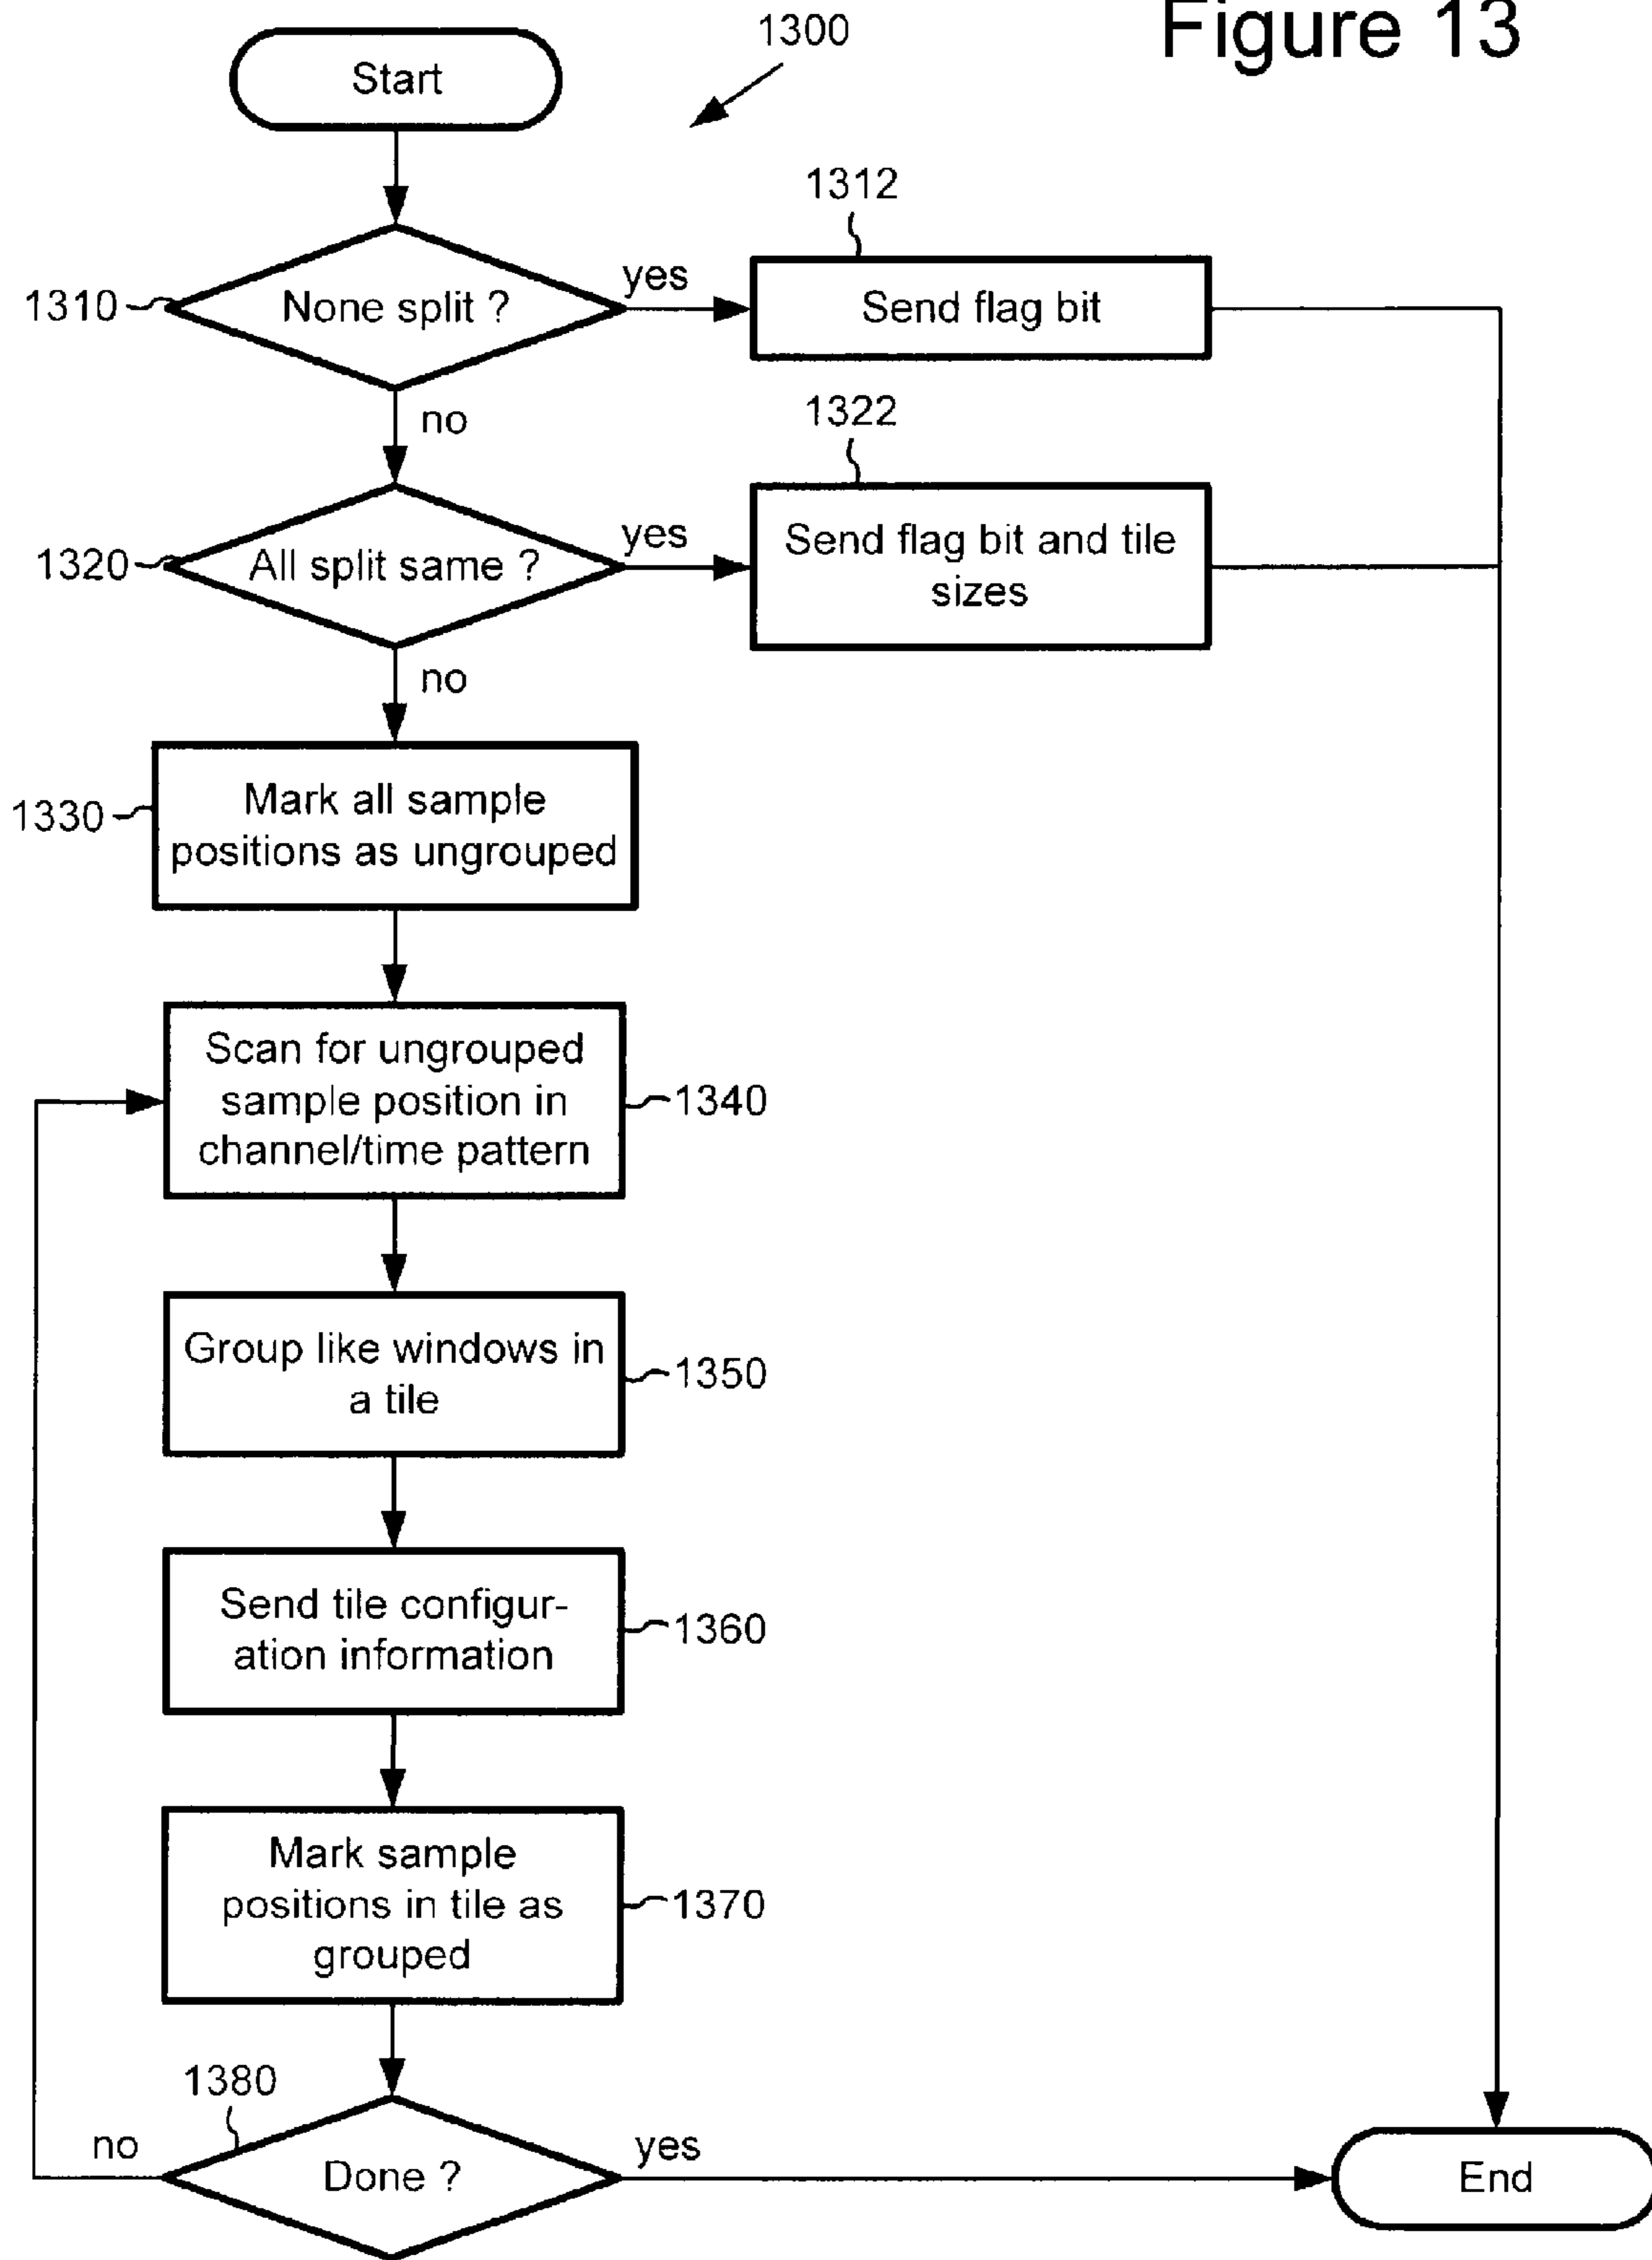 Figure 13
1300
Start
1312
1310
None split ?
yes
Send flag bit
no
1322
1320
All split same ?
yes
Send flag bit and tile
sizes
no
1330
Mark all sample
positions as ungrouped
Scan for ungrouped
sample position in
channel/time pattern
1340
Group like windows in
a tile
1350
Send tile configur-
ation information
1360
Mark sample
positions in tile as
grouped
1370
1380
no
Done ?
yes
End